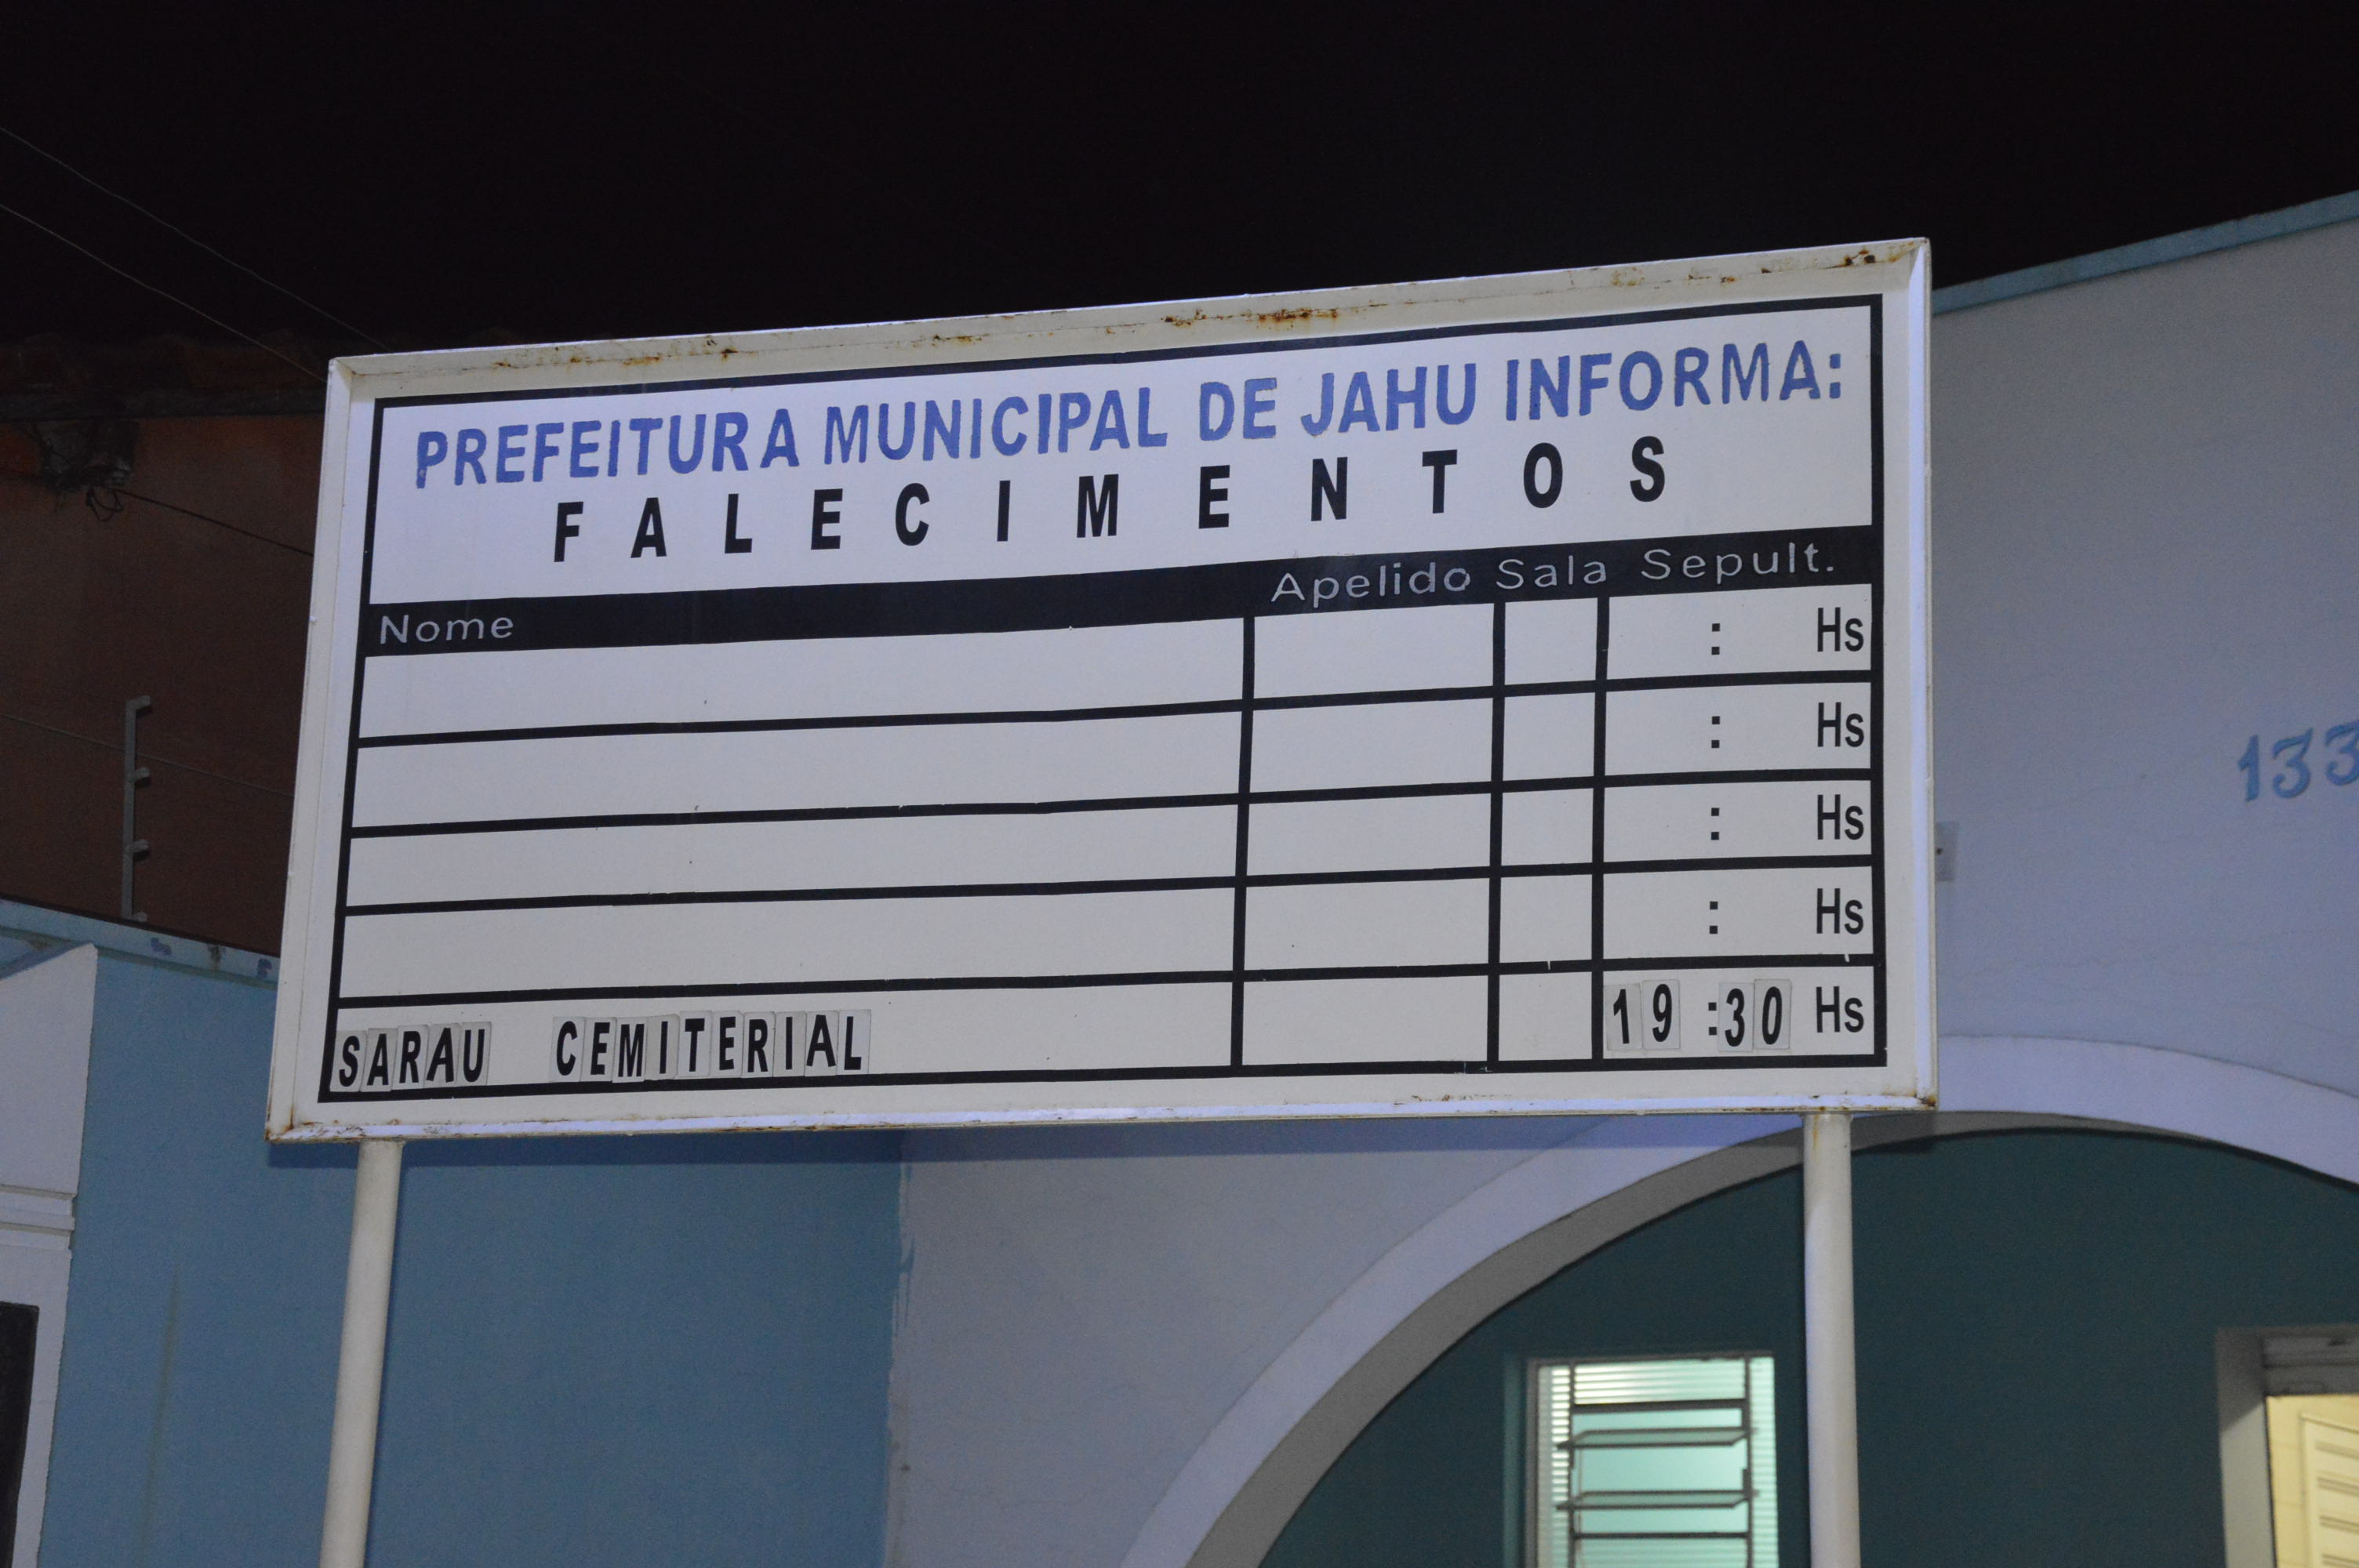 PREFEITURA MUNICIPAL DE JAHU INFORMA:
FALECIMENTOS
Nome Apelido Sala Sepult.
: Hs
: Hs
: Hs
: Hs
SARAU CEMITERIAL 19:30 Hs
133